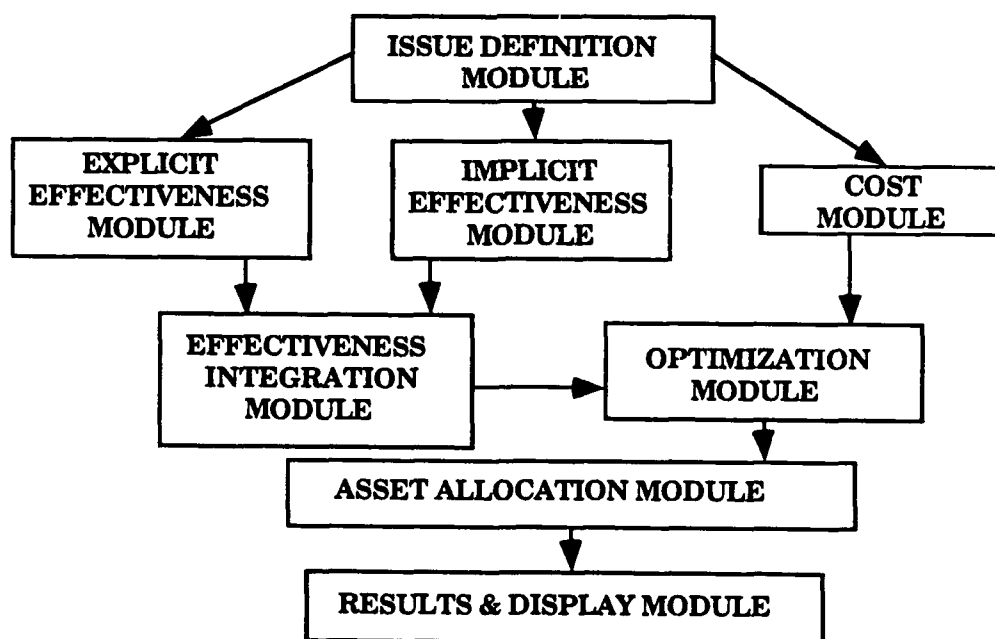 ISSUE DEFINITION
MODULE
EXPLICIT
EFFECTIVENESS
MODULE
IMPLICIT
EFFECTIVENESS
MODULE
COST
MODULE
EFFECTIVENESS
INTEGRATION
MODULE
OPTIMIZATION
MODULE
ASSET ALLOCATION MODULE
RESULTS & DISPLAY MODULE